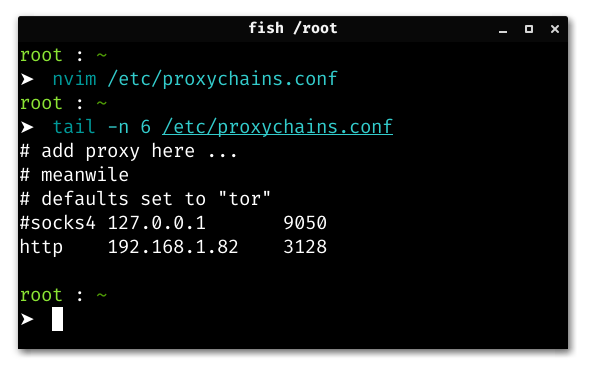 fish /root
root : ~
➤ nvim /etc/proxychains.conf
root : ~
➤ tail -n 6 /etc/proxychains.conf
# add proxy here ...
# meanwile
# defaults set to "tor"
#socks4 127.0.0.1       9050
http    192.168.1.82    3128
root : ~
➤